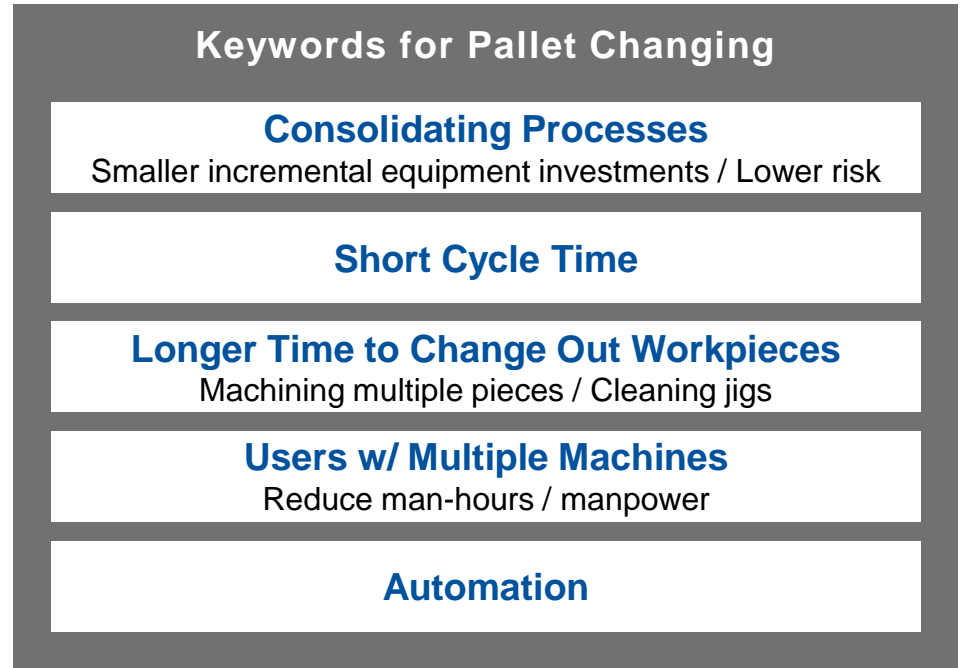 Keywords for Pallet Changing
Consolidating Processes
Smaller incremental equipment investments / Lower risk
Short Cycle Time
Longer Time to Change Out Workpieces
Machining multiple pieces / Cleaning jigs
Users w/ Multiple Machines
Reduce man-hours / manpower
Automation